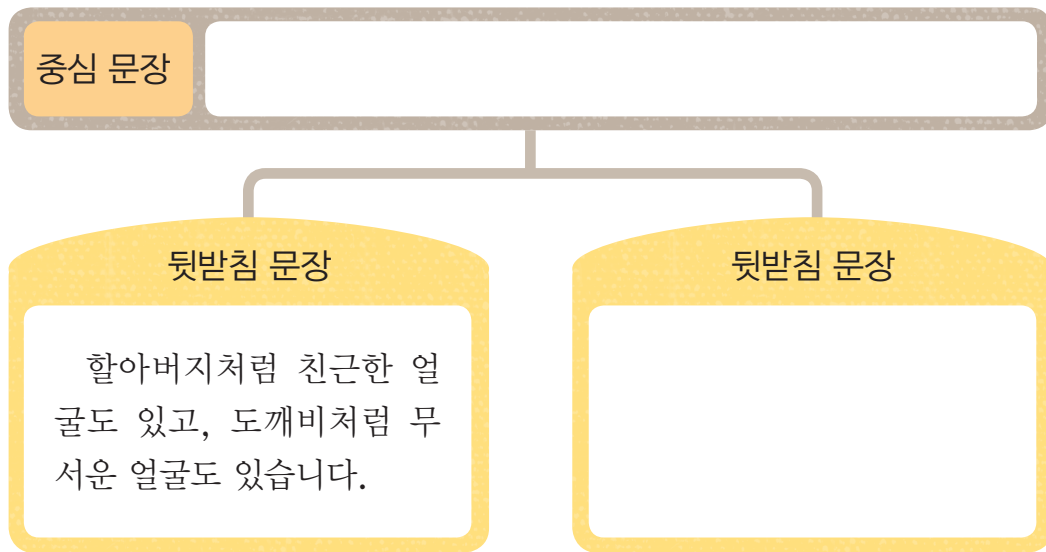 중심 문장
뒷받침 문장
할아버지처럼 친근한 얼
굴도 있고, 도깨비처럼 무
서운 얼굴도 있습니다.
뒷받침 문장